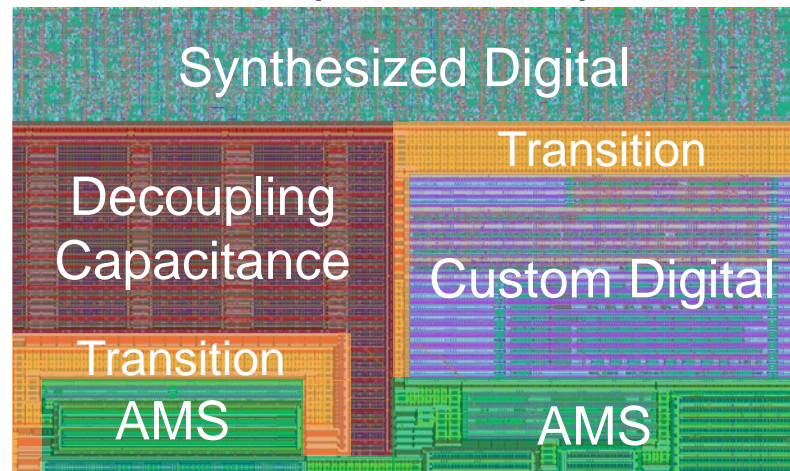 Synthesized Digital
Transition
Decoupling
Capacitance
Custom Digital
Transition
AMS
AMS